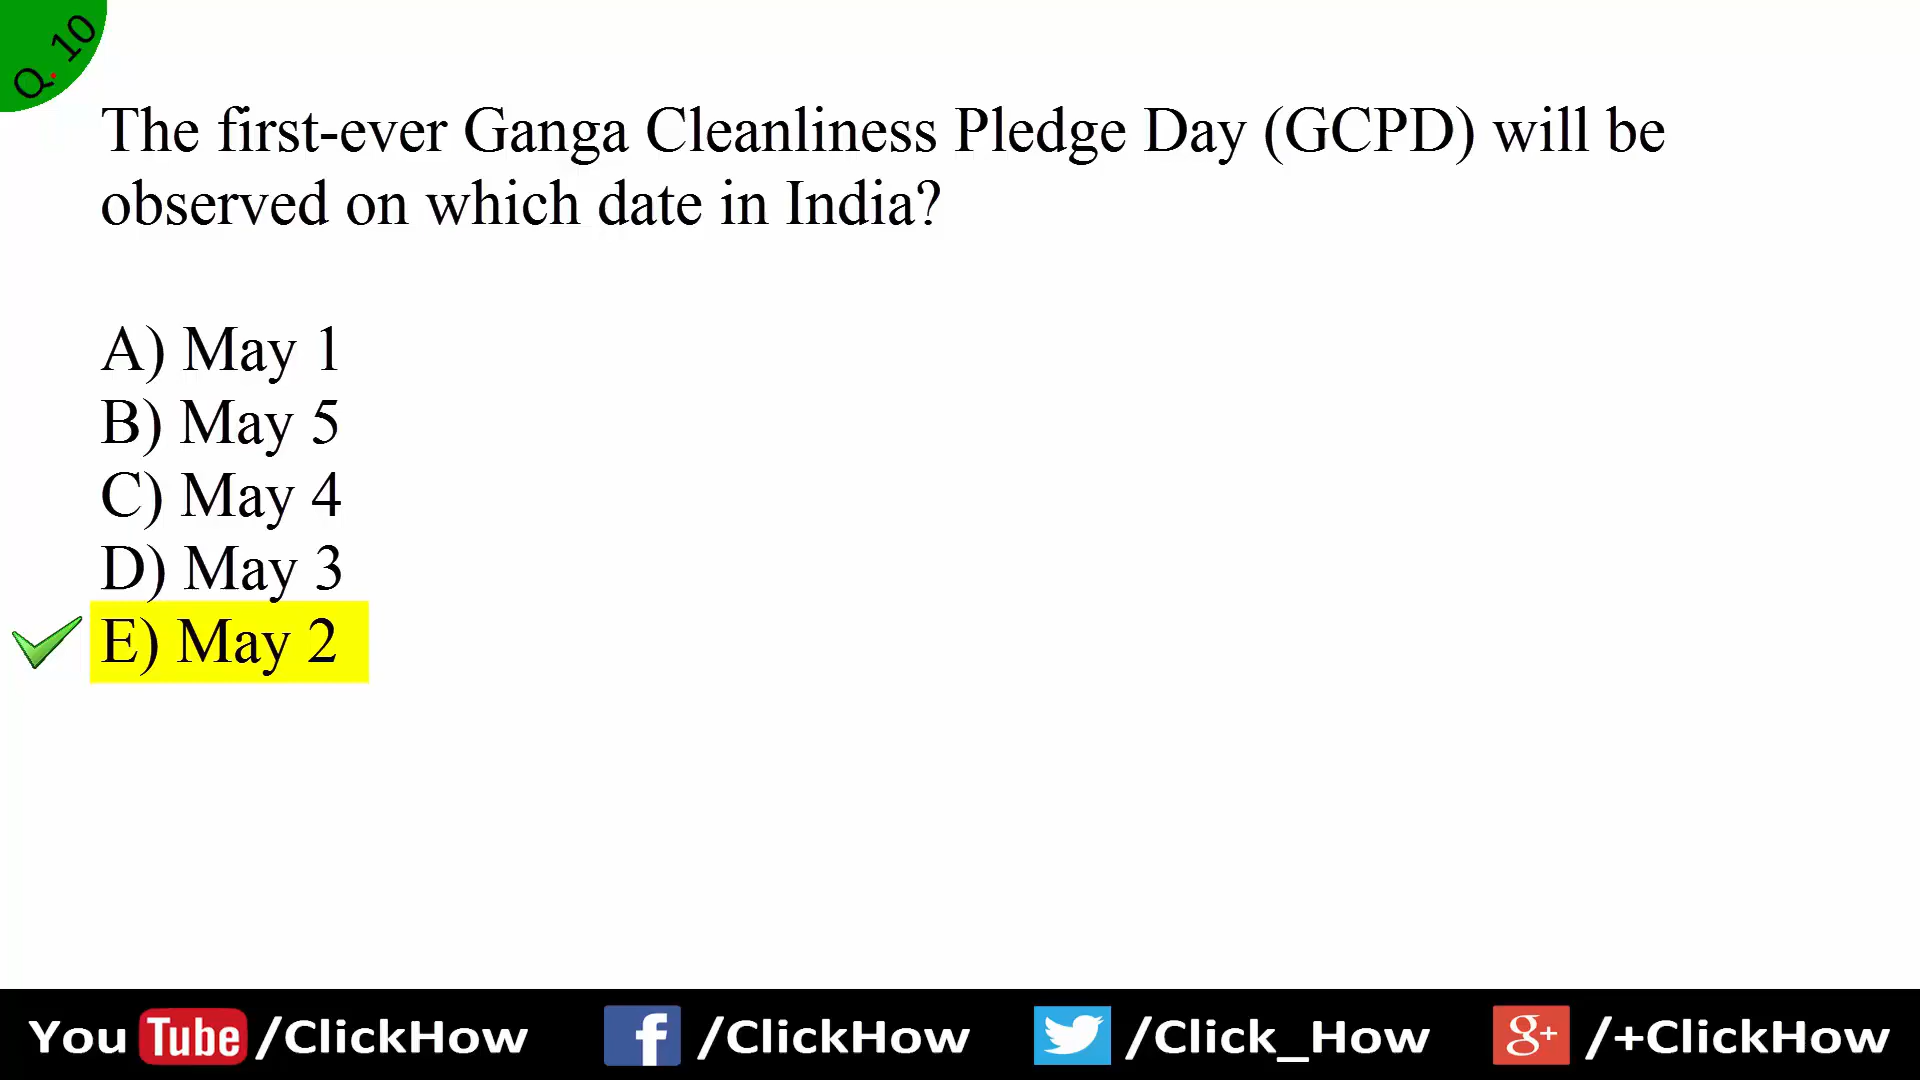 Q. 10
The first-ever Ganga Cleanliness Pledge Day (GCPD) will be
observed on which date in India?
A) May 1
B) May 5
C) May 4
D) May 3
E) May 2
You Tube /ClickHow f /ClickHow /Click_How g+ /+ClickHow